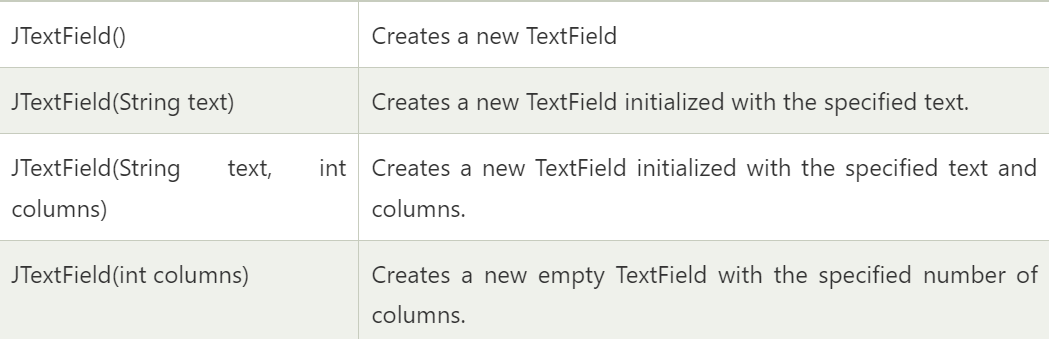 JTextField()
Creates a new TextField
JTextField(String text)
Creates a new TextField initialized with the specified text.
JTextField(String text, int
columns)
Creates a new TextField initialized with the specified text and
columns.
JTextField(int columns)
Creates a new empty TextField with the specified number of
columns.